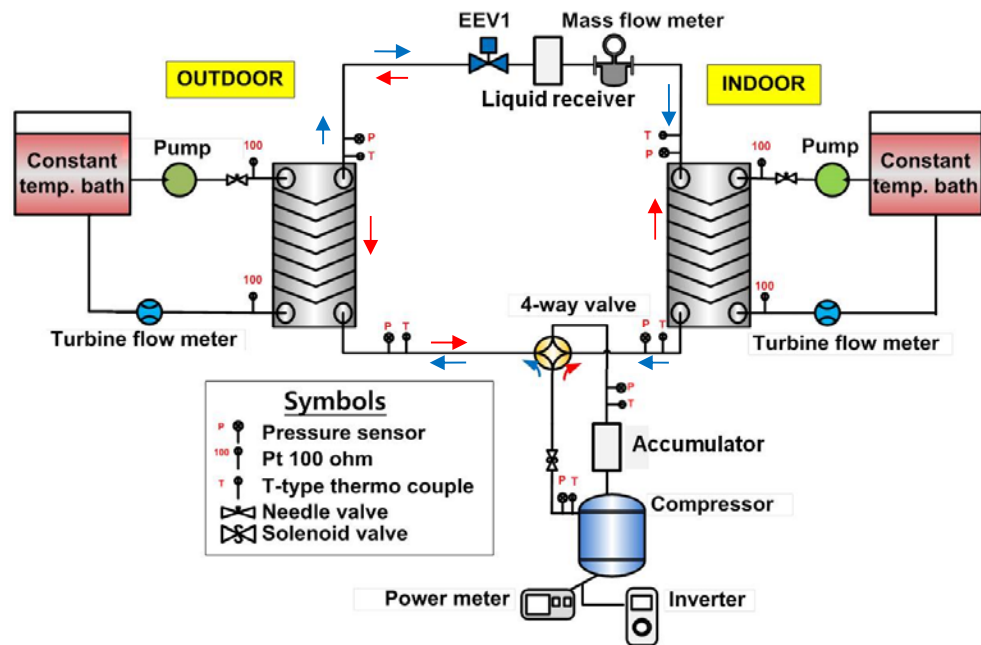 EEV1
Mass flow meter
OUTDOOR
INDOOR
Liquid receiver
P
T
T
P
Constant
temp. bath
Pump
100
100
Pump
Constant
temp. bath
100
100
Turbine flow meter
4-way valve
Turbine flow meter
P T
P T
Symbols
P Pressure sensor
100 Pt 100 ohm
T T-type thermo couple
Needle valve
Solenoid valve
P
T
Accumulator
P T
Compressor
Power meter
Inverter